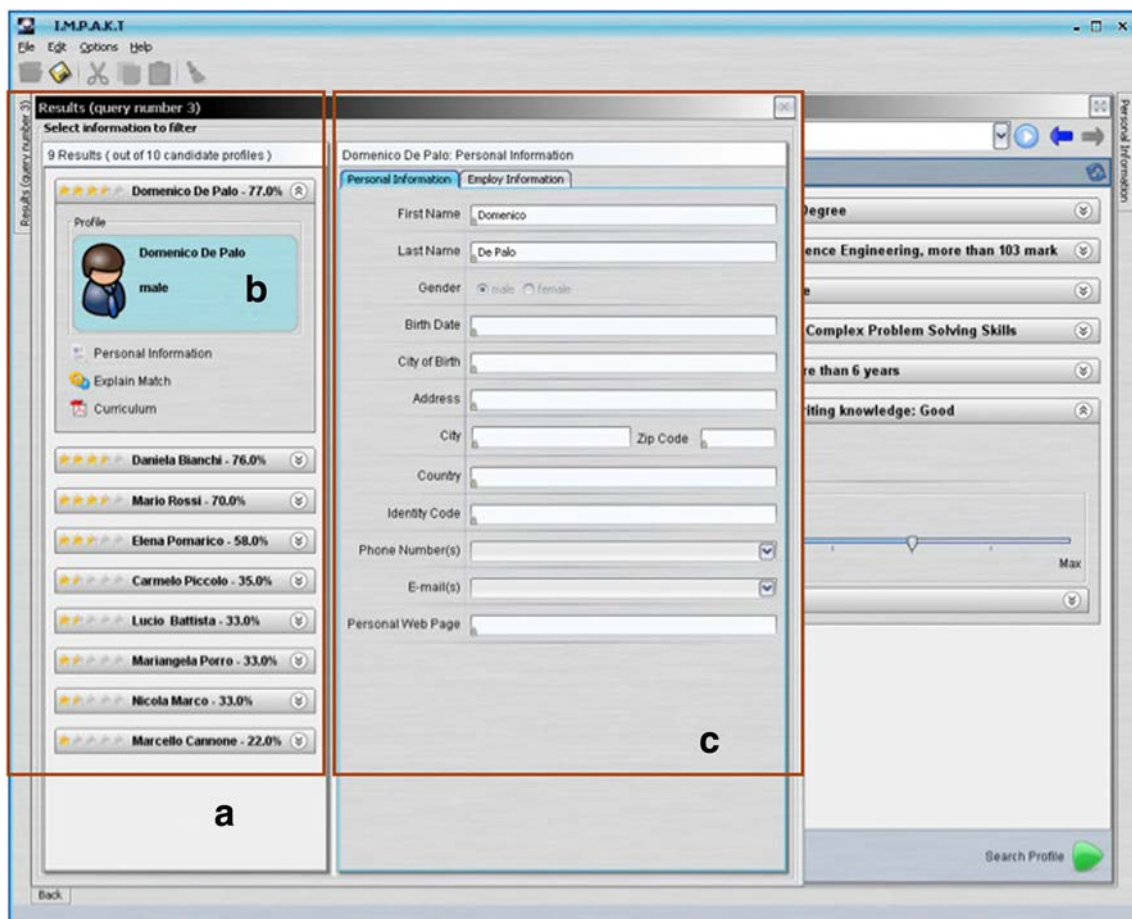 I.M.P.A.K.T
File Edit Options Help
Results (query number 3)
Results (query number 3)
Select information to filter
9 Results ( out of 10 candidate profiles )
Domenico De Palo - 77.0%
Profile
Domenico De Palo
male
b
Personal Information
Explain Match
Curriculum
Daniela Bianchi - 76.0%
Mario Rossi - 70.0%
Elena Pomarico - 58.0%
Carmelo Piccolo - 35.0%
Lucio Battista - 33.0%
Mariangela Porro - 33.0%
Nicola Marco - 33.0%
Marcello Cannone - 22.0%
a
Back
Domenico De Palo: Personal Information
Personal Information Employ Information
First Name Domenico
Last Name De Palo
Gender male female
Birth Date
City of Birth
Address
City Zip Code
Country
Identity Code
Phone Number(s)
E-mail(s)
Personal Web Page
c
Degree
ence Engineering, more than 103 mark
e
Complex Problem Solving Skills
re than 6 years
iting knowledge: Good
Max
Search Profile
Personal Information